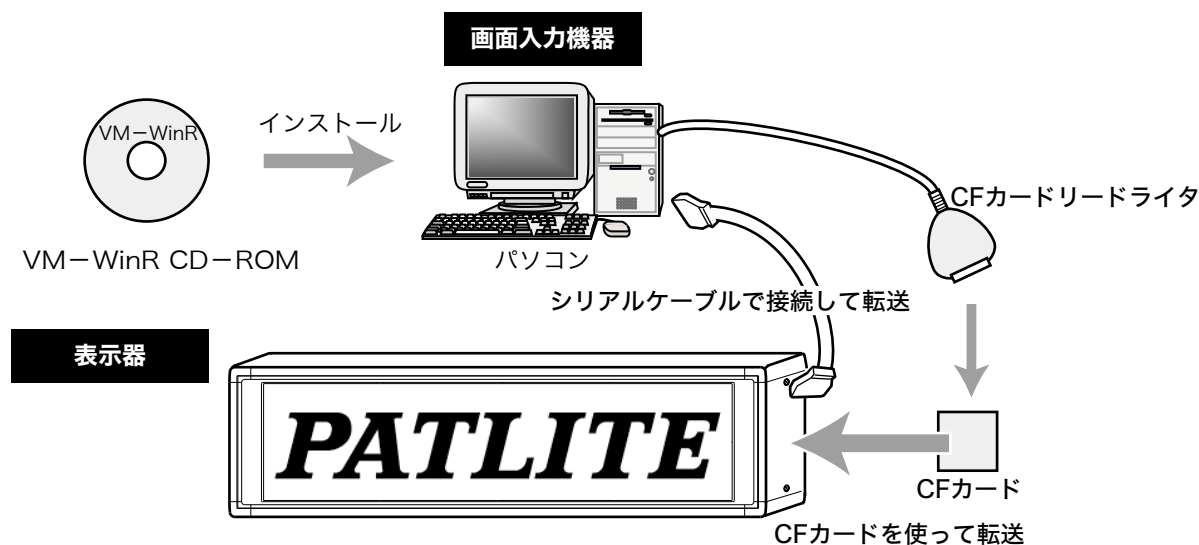 画面入力機器
VM－WinR
インストール
CFカードリードライタ
VM－WinR CD－ROM
パソコン
シリアルケーブルで接続して転送
表示器
PATLITE
CFカード
CFカードを使って転送